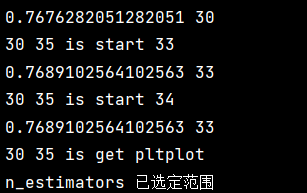 0.7676282051282051 30
30 35 is start 33
0.7689102564102563 33
30 35 is start 34
0.7689102564102563 33
30 35 is get pltplot
n_estimators 已选定范围